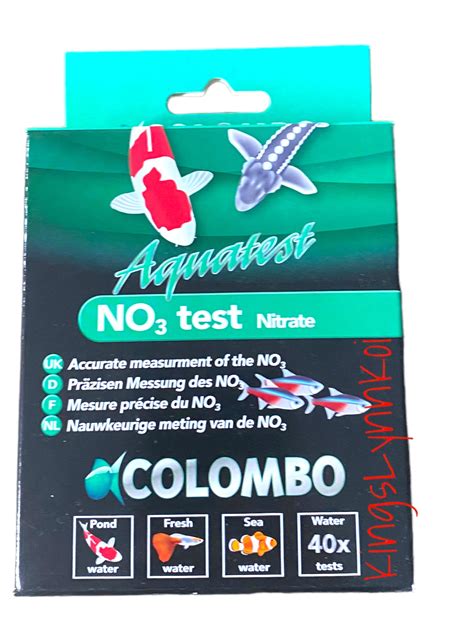 Aquatest
NO₃ test Nitrate
UK Accurate measurment of the NO₃
D Präzisen Messung des NO₃
F Mesure précise du NO₃
NL Nauwkeurige meting van de NO₃
COLOMBO
Pond
water
Fresh
water
Sea
water
Water
40x
tests
KingsLynnKoi